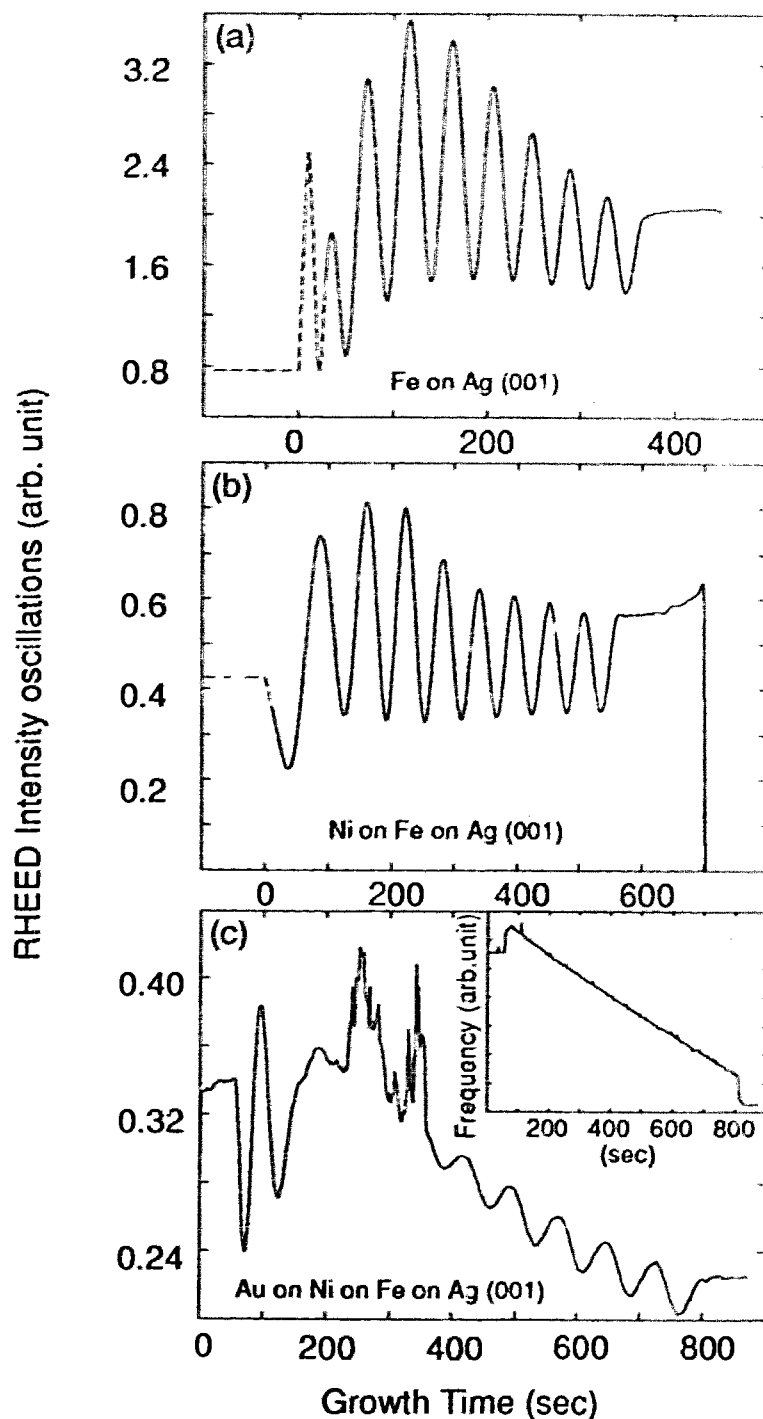 RHEED Intensity oscillations (arb. unit)
(a)
3.2
2.4
1.6
0.8
Fe on Ag (001)
0 200 400
(b)
0.8
0.6
0.4
0.2
Ni on Fe on Ag (001)
0 200 400 600
(c)
0.40
0.32
0.24
Frequency (arb.unit)
200 400 600 800
(sec)
Au on Ni on Fe on Ag (001)
0 200 400 600 800
Growth Time (sec)